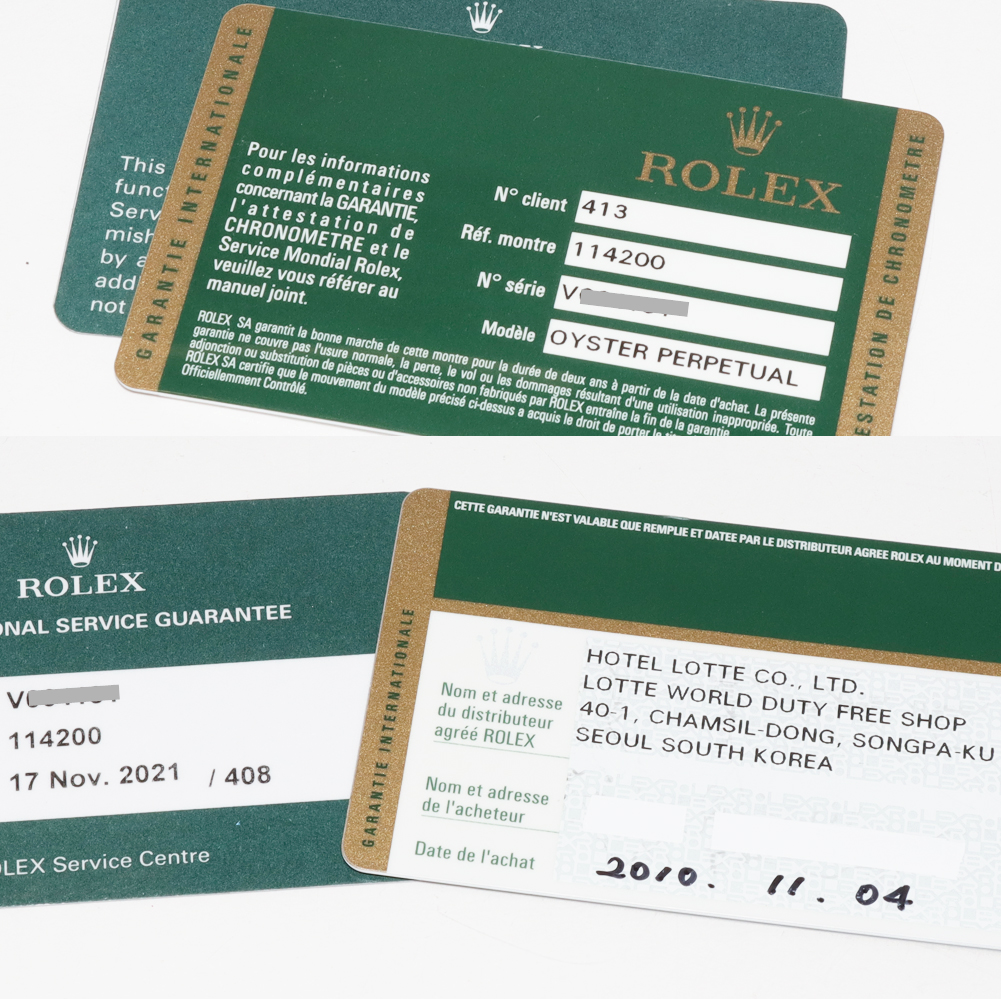 This
func
Serv
mish
by a
add
not
GARANTIE INTERNATIONALE
Pour les informations
complémentaires
concernant la GARANTIE,
l'attestation de
CHRONOMETRE et le
Service Mondial Rolex,
veuillez vous référer au
manuel joint.
ROLEX
N° client 413
Réf. montre 114200
N° série V
Modèle OYSTER PERPETUAL
ESTATION DE CHRONOMETRE
ROLEX SA garantit la bonne marche de cette montre pour la durée de deux ans à partir de la date d'achat. La présente
garantie ne couvre pas l'usure normale, la perte, le vol ou les dommages résultant d'une utilisation inappropriée. Toute
adjonction ou substitution de pièces ou d'accessoires non fabriqués par ROLEX entraîne la fin de la garantie.
ROLEX SA certifie que le mouvement du modèle précisé ci-dessus a acquis le droit de porter le
Officiellement Contrôlé.
ROLEX
ONAL SERVICE GUARANTEE
V
114200
17 Nov. 2021 / 408
OLEX Service Centre
GARANTIE INTERNATIONALE
CETTE GARANTIE N'EST VALABLE QUE REMPLIE ET DATEE PAR LE DISTRIBUTEUR AGREE ROLEX AU MOMENT D
Nom et adresse
du distributeur
agréé ROLEX
HOTEL LOTTE CO., LTD.
LOTTE WORLD DUTY FREE SHOP
40-1, CHAMSIL-DONG, SONGPA-KU
SEOUL SOUTH KOREA
Nom et adresse
de l'acheteur
Date de l'achat
2010. 11. 04